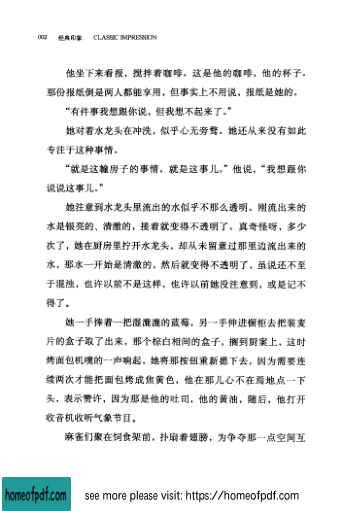 002 经典印象 CLASSIC IMPRESSION
他坐下来看报，搅拌着咖啡。这是他的咖啡，他的杯子。
那份报纸倒是两人都能享用，但事实上不用说，报纸是她的。
“有件事我想跟你说，但我想不起来了。”
她对着水龙头在冲洗，似乎心无旁骛。她还从来没有如此
专注于这种事情。
“就是这幢房子的事情。就是这事儿。”他说，“我想跟你
说说这事儿。”
她注意到水龙头里流出的水似乎不那么透明。刚流出来的
水是银亮的、清澈的，接着就变得不透明了。真奇怪呀，多少
次了，她在厨房里拧开水龙头，却从未留意过那里边流出来的
水，那水一开始是清澈的，然后就变得不透明了，虽说还不至
于混浊，也许以前不是这样，也许以前她没注意到，或是记不
得了。
她一手捧着一把湿漉漉的蓝莓，另一手伸进橱柜去把装麦
片的盒子取了出来，那个棕白相间的盒子，搁到厨案上，这时
烤面包机噗的一声响起，她将那按钮重新摁下去，因为需要连
续两次才能把面包烤成焦黄色，他在那儿心不在焉地点一下
头，表示赞许，因为那是他的吐司，他的黄油，随后，他打开
收音机收听气象节目。
麻雀们聚在饲食架前，扑扇着翅膀，为争夺那一点空间互
homeofpdf.com see more please visit: https://homeofpdf.com